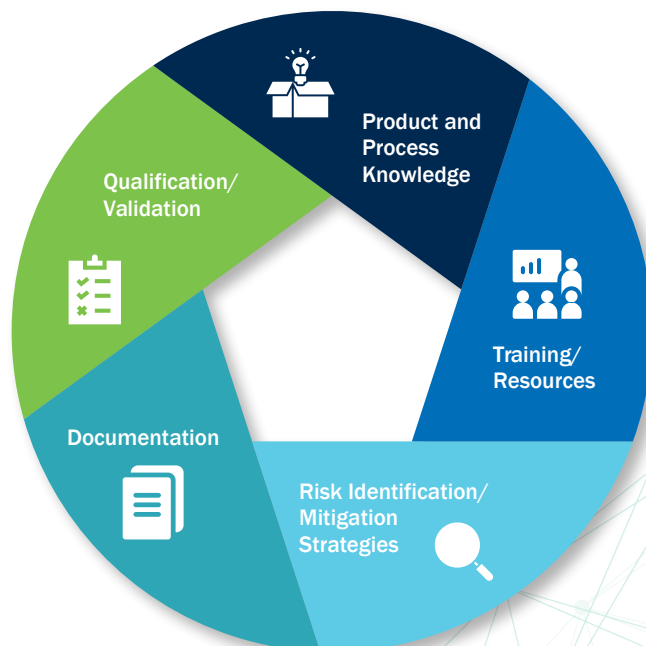 Product and
Process
Knowledge
Qualification/
Validation
Training/
Resources
Documentation
Risk Identification/
Mitigation
Strategies